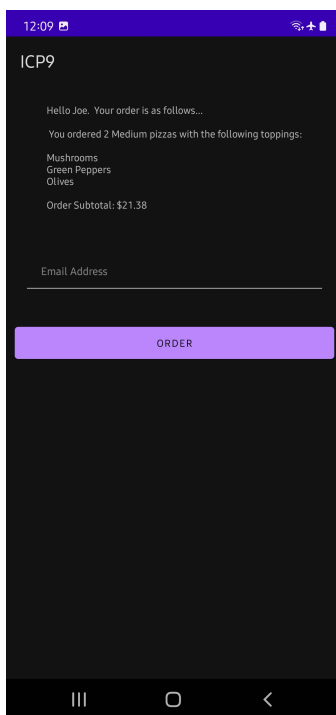 12:09
ICP9
Hello Joe. Your order is as follows...
You ordered 2 Medium pizzas with the following toppings:
Mushrooms
Green Peppers
Olives
Order Subtotal: $21.38
Email Address
ORDER